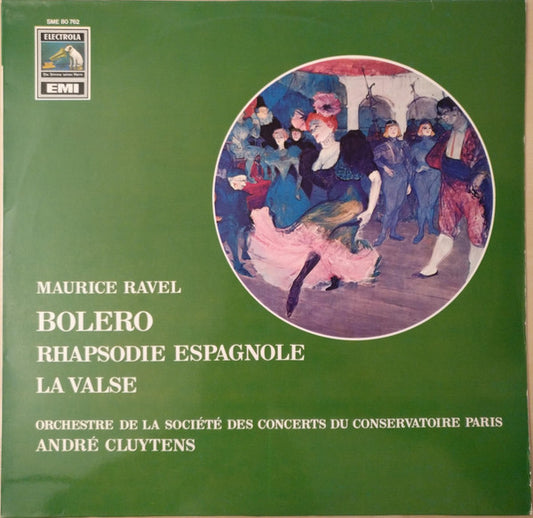 SME 80 762
ELECTROLA
Die Stimme seines Herrn
EMI
MAURICE RAVEL
BOLERO
RHAPSODIE ESPAGNOLE
LA VALSE
ORCHESTRE DE LA SOCIÉTÉ DES CONCERTS DU CONSERVATOIRE PARIS
ANDRÉ CLUYTENS